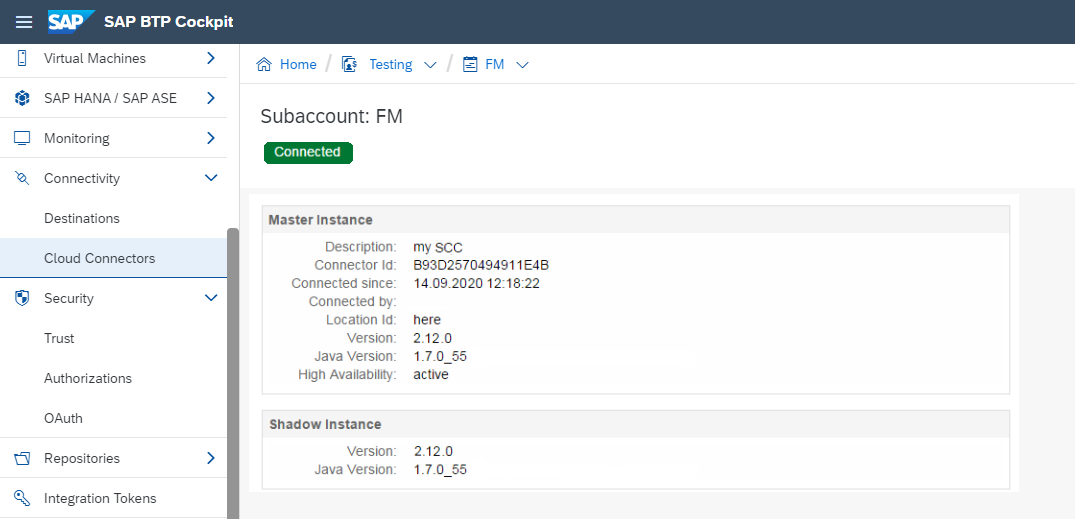 SAP SAP BTP Cockpit
Virtual Machines
SAP HANA / SAP ASE
Monitoring
Connectivity
Destinations
Cloud Connectors
Security
Trust
Authorizations
OAuth
Repositories
Integration Tokens
Home / Testing / FM
Subaccount: FM
Connected
Master Instance
Description: my SCC
Connector Id: B93D2570494911E4B
Connected since: 14.09.2020 12:18:22
Connected by:
Location Id: here
Version: 2.12.0
Java Version: 1.7.0_55
High Availability: active
Shadow Instance
Version: 2.12.0
Java Version: 1.7.0_55